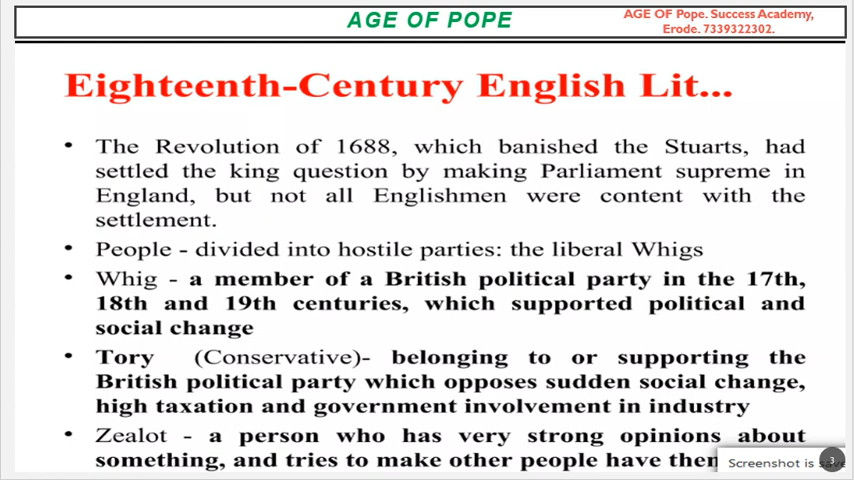 AGE OF POPE
AGE OF Pope. Success Academy,
Erode. 7339322302.
Eighteenth-Century English Lit...
• The Revolution of 1688, which banished the Stuarts, had
settled the king question by making Parliament supreme in
England, but not all Englishmen were content with the
settlement.
• People - divided into hostile parties: the liberal Whigs
• Whig - a member of a British political party in the 17th,
18th and 19th centuries, which supported political and
social change
• Tory (Conservative)- belonging to or supporting the
British political party which opposes sudden social change,
high taxation and government involvement in industry
• Zealot - a person who has very strong opinions about
something, and tries to make other people have
Screenshot is
3